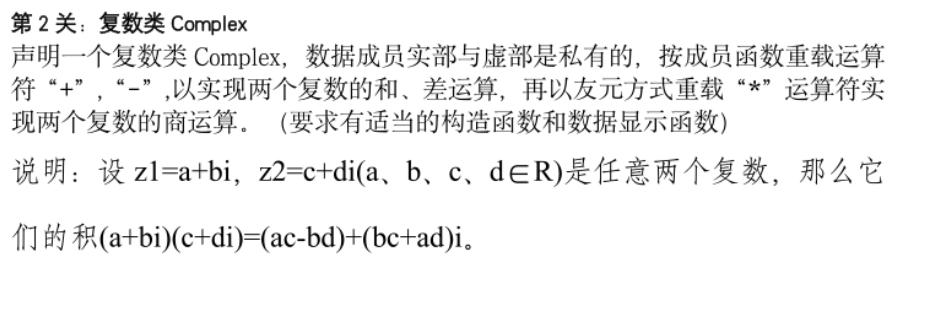 第 2 关：复数类 Complex
声明一个复数类 Complex，数据成员实部与虚部是私有的，按成员函数重载运算
符“+”，“-”,以实现两个复数的和、差运算，再以友元方式重载“*”运算符实
现两个复数的商运算。（要求有适当的构造函数和数据显示函数）
说明：设 z1=a+bi，z2=c+di(a、b、c、d∈R)是任意两个复数，那么它
们的积(a+bi)(c+di)=(ac-bd)+(bc+ad)i。